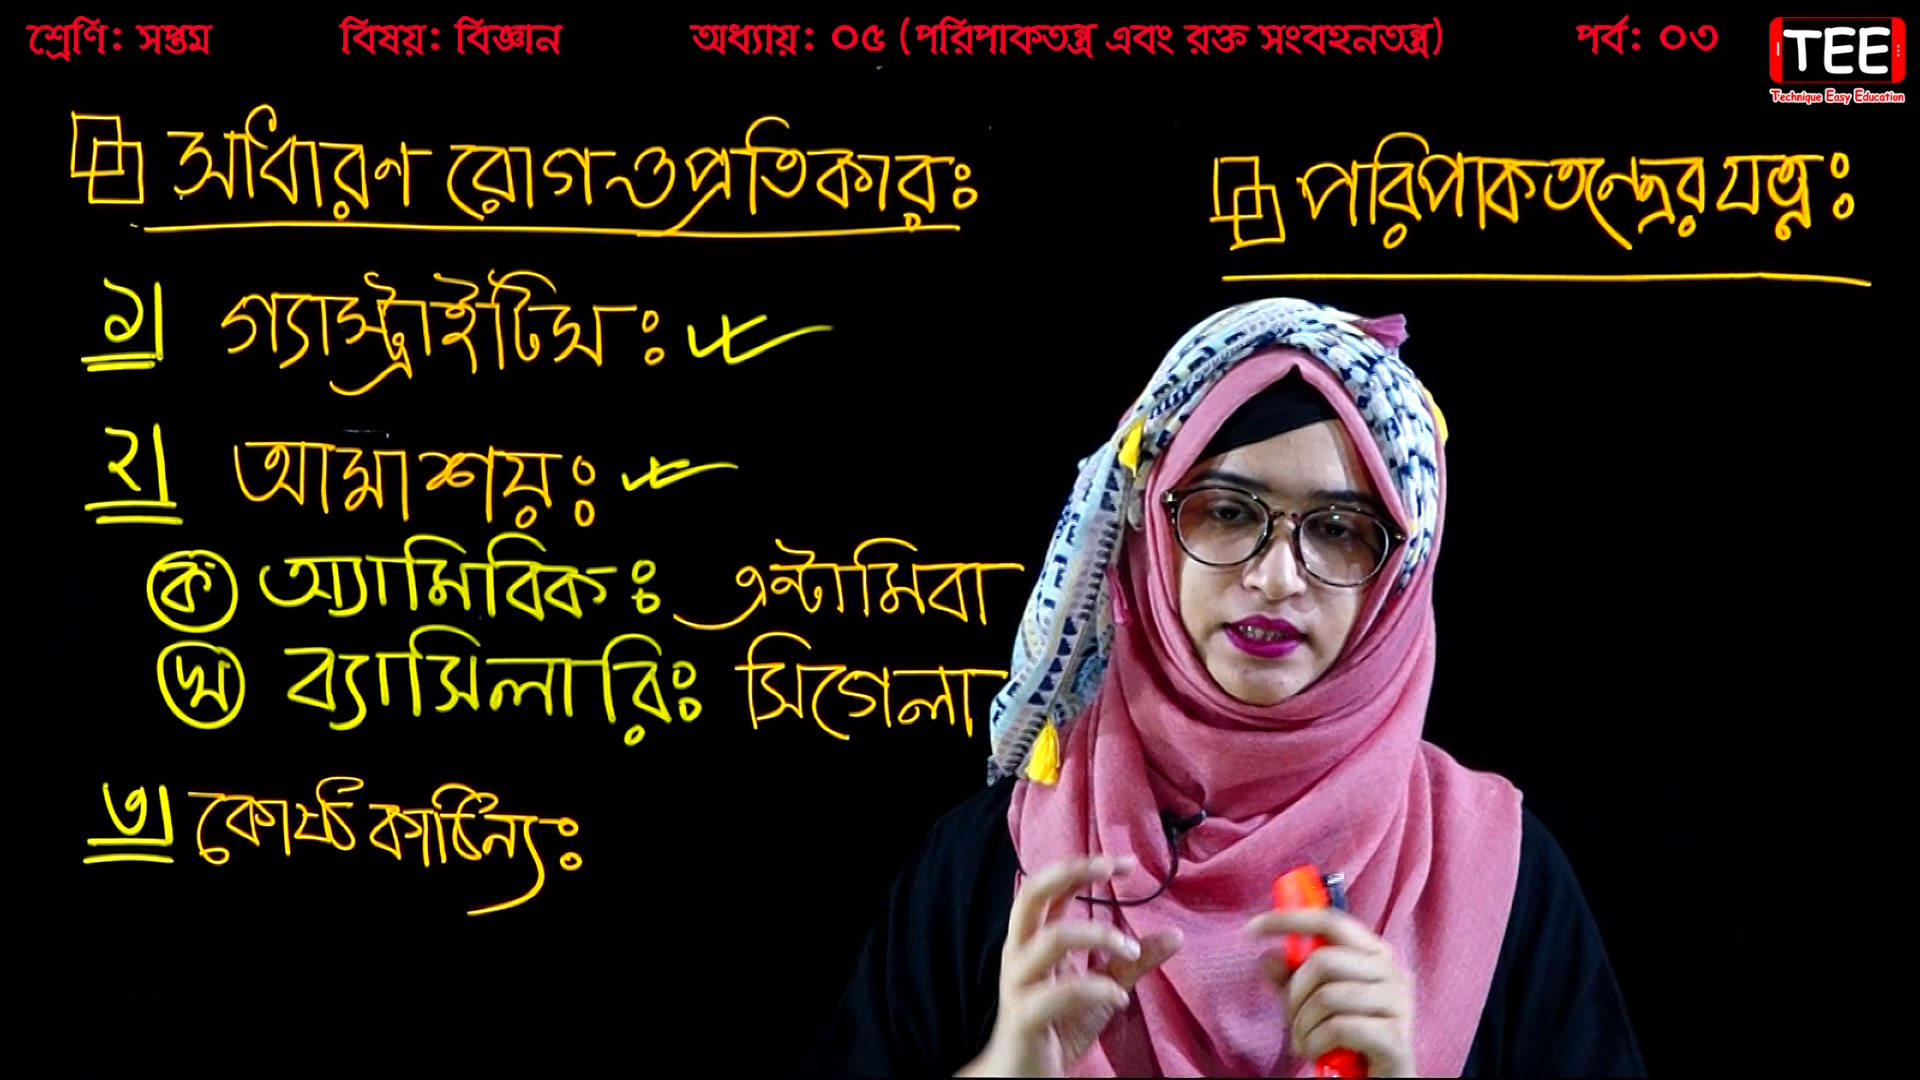 শ্রেণি: সপ্তম বিষয়: বিজ্ঞান অধ্যায়: ০৫ (পরিপাকতন্ত্র এবং রক্ত সংবহনতন্ত্র) পর্ব: ০৩
TEE
Technique Easy Education
সাধারণ রোগ ও প্রতিকারঃ
১| গ্যাস্ট্রাইটিসঃ
২| আমাশয়ঃ
ক অ্যামিবিকঃ এন্টামিবা
খ ব্যাসিলারিঃ সিগেলা
৩| কোষ্ঠকাঠিন্যঃ
পরিপাকতন্ত্রের যত্নঃ